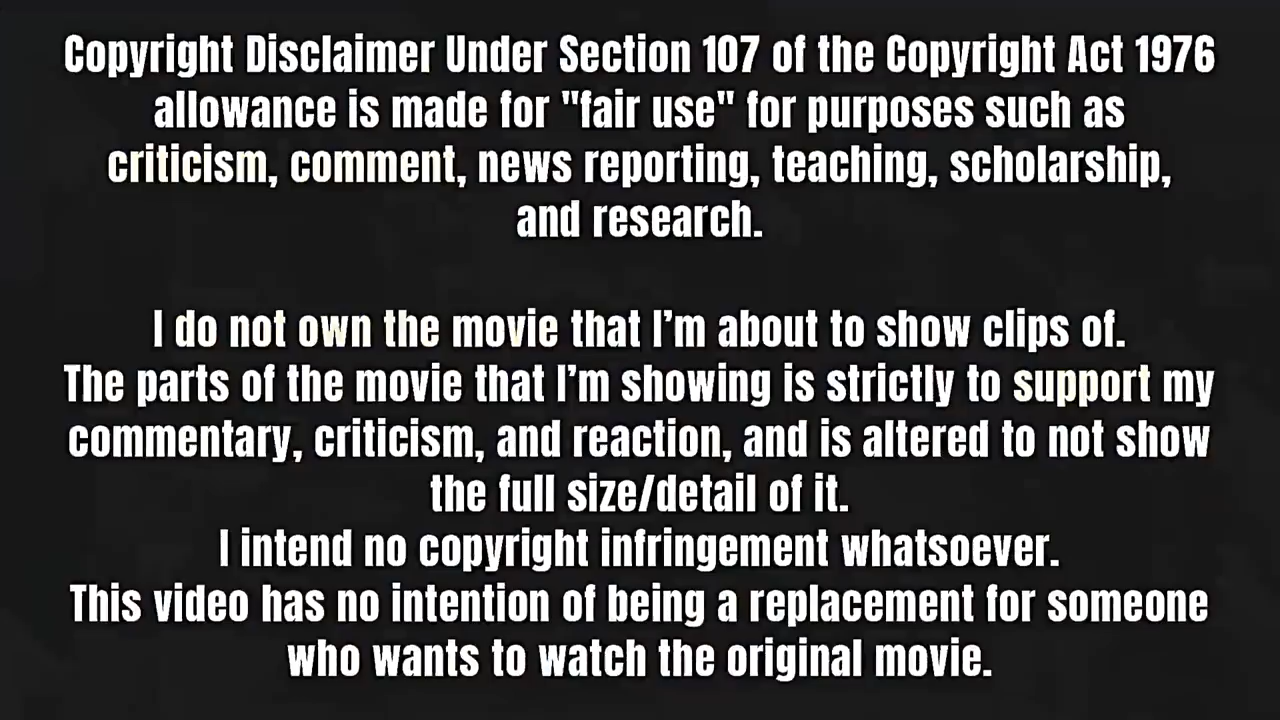 Copyright Disclaimer Under Section 107 of the Copyright Act 1976
allowance is made for "fair use" for purposes such as
criticism, comment, news reporting, teaching, scholarship,
and research.
I do not own the movie that I'm about to show clips of.
The parts of the movie that I'm showing is strictly to support my
commentary, criticism, and reaction, and is altered to not show
the full size/detail of it.
I intend no copyright infringement whatsoever.
This video has no intention of being a replacement for someone
who wants to watch the original movie.